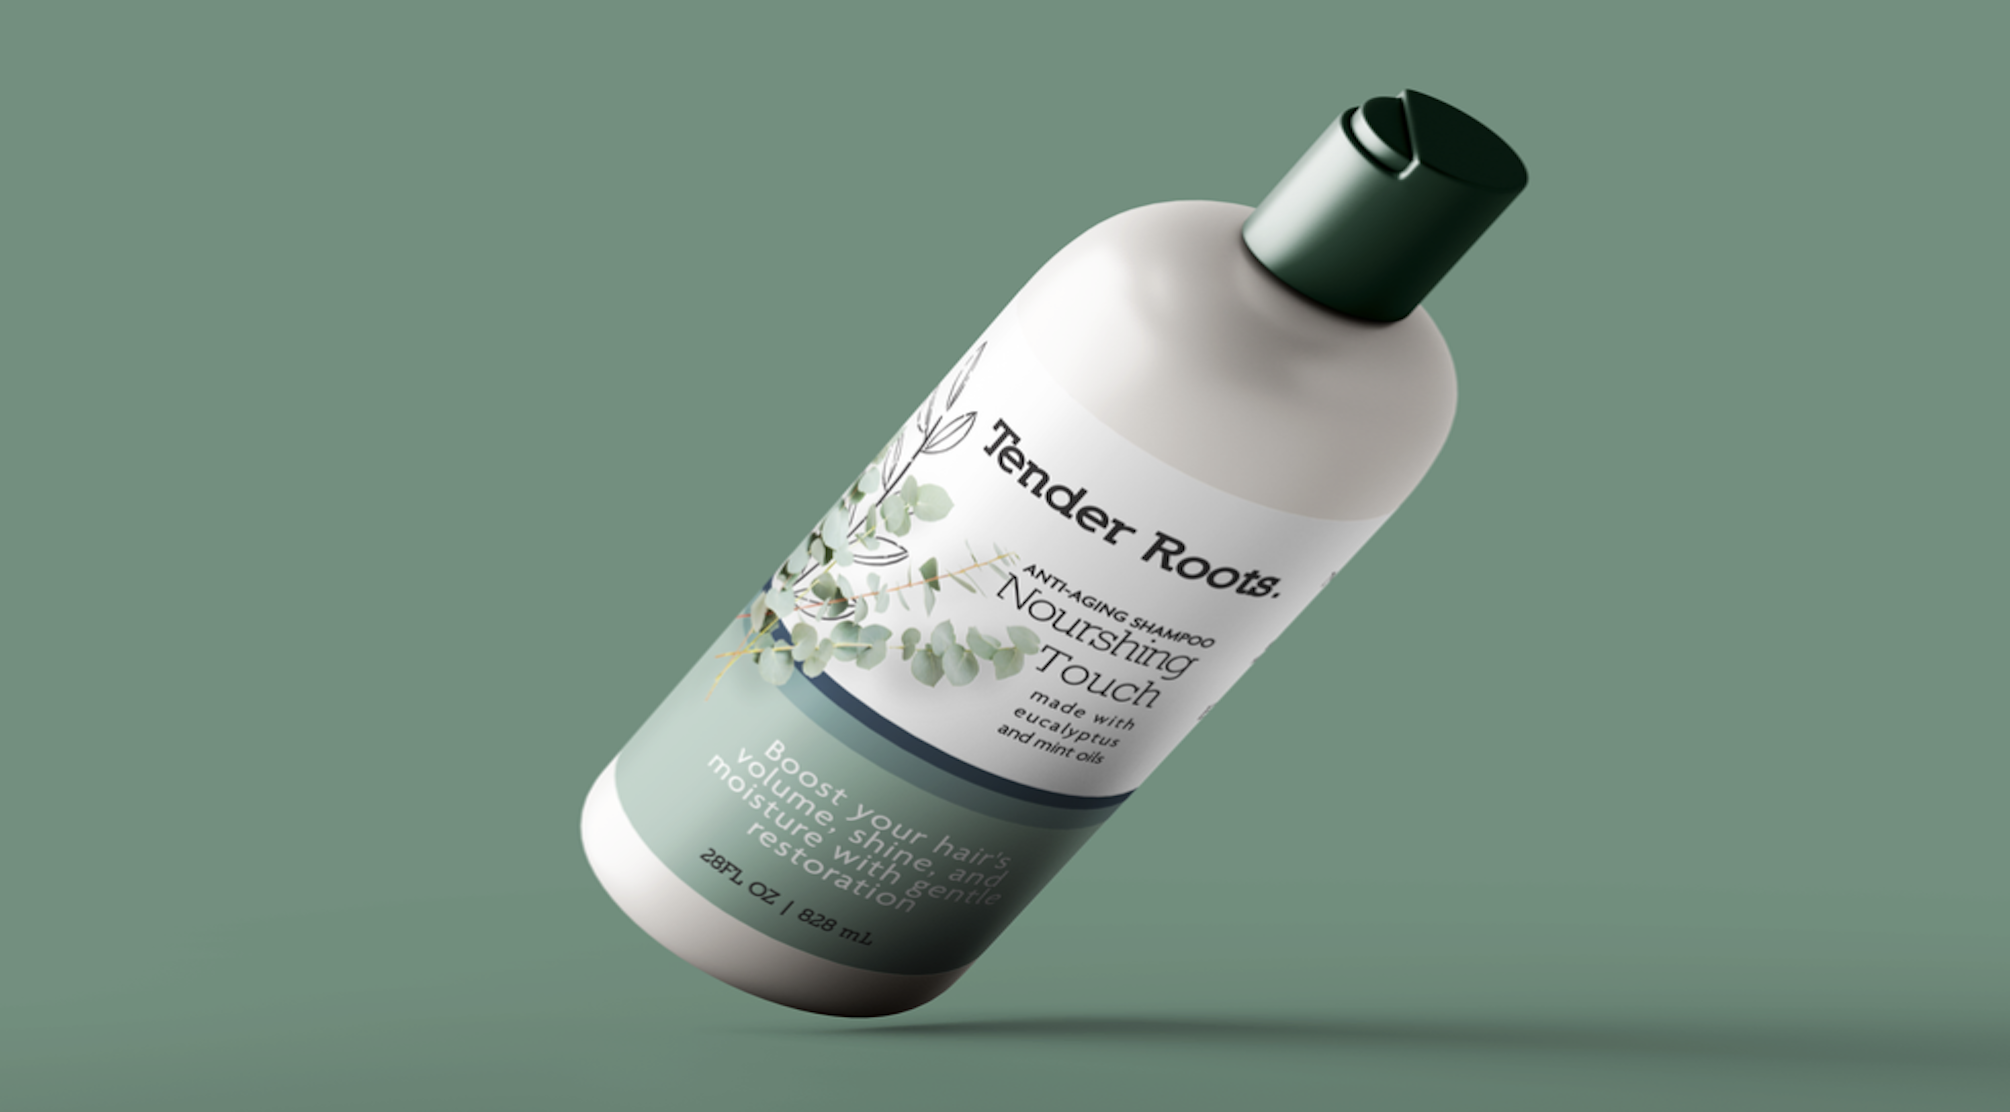 Tender Roots.
ANTI-AGING SHAMPOO
Nourshing
Touch
made with
eucalyptus
and mint oils
Boost your hair's
volume, shine, and
moisture with gentle
restoration
28FL OZ | 828 mL